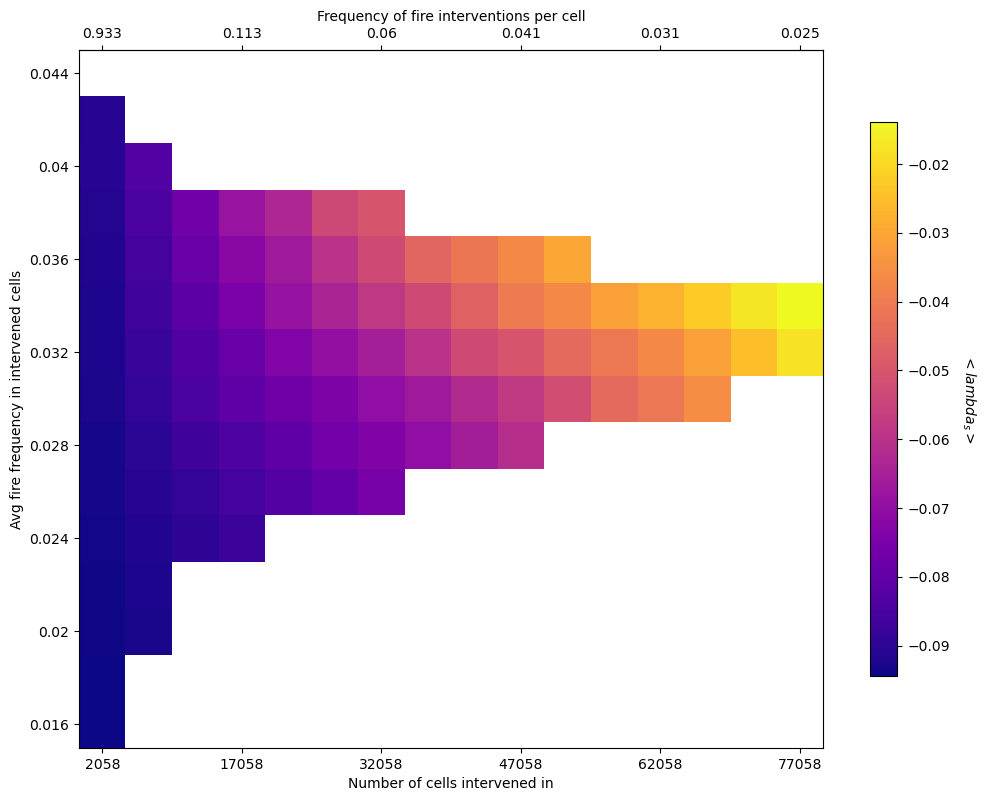 Frequency of fire interventions per cell
0.933 0.113 0.06 0.041 0.031 0.025
0.044
0.04
0.036
0.032
0.028
0.024
0.02
0.016
Avg fire frequency in intervened cells
2058 17058 32058 47058 62058 77058
Number of cells intervened in
−0.02
−0.03
−0.04
−0.05
−0.06
−0.07
−0.08
−0.09
< lambda_s >